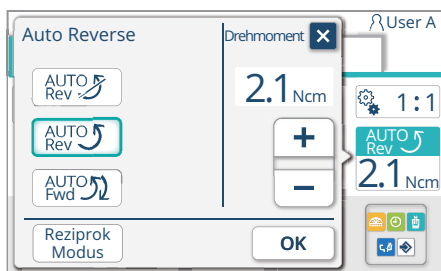 Auto Reverse
Drehmoment
User A
AUTO
Rev
2.1 Ncm
1:1
AUTO
Rev
+
AUTO
Rev
2.1 Ncm
AUTO
Fwd
−
Reziprok
Modus
OK